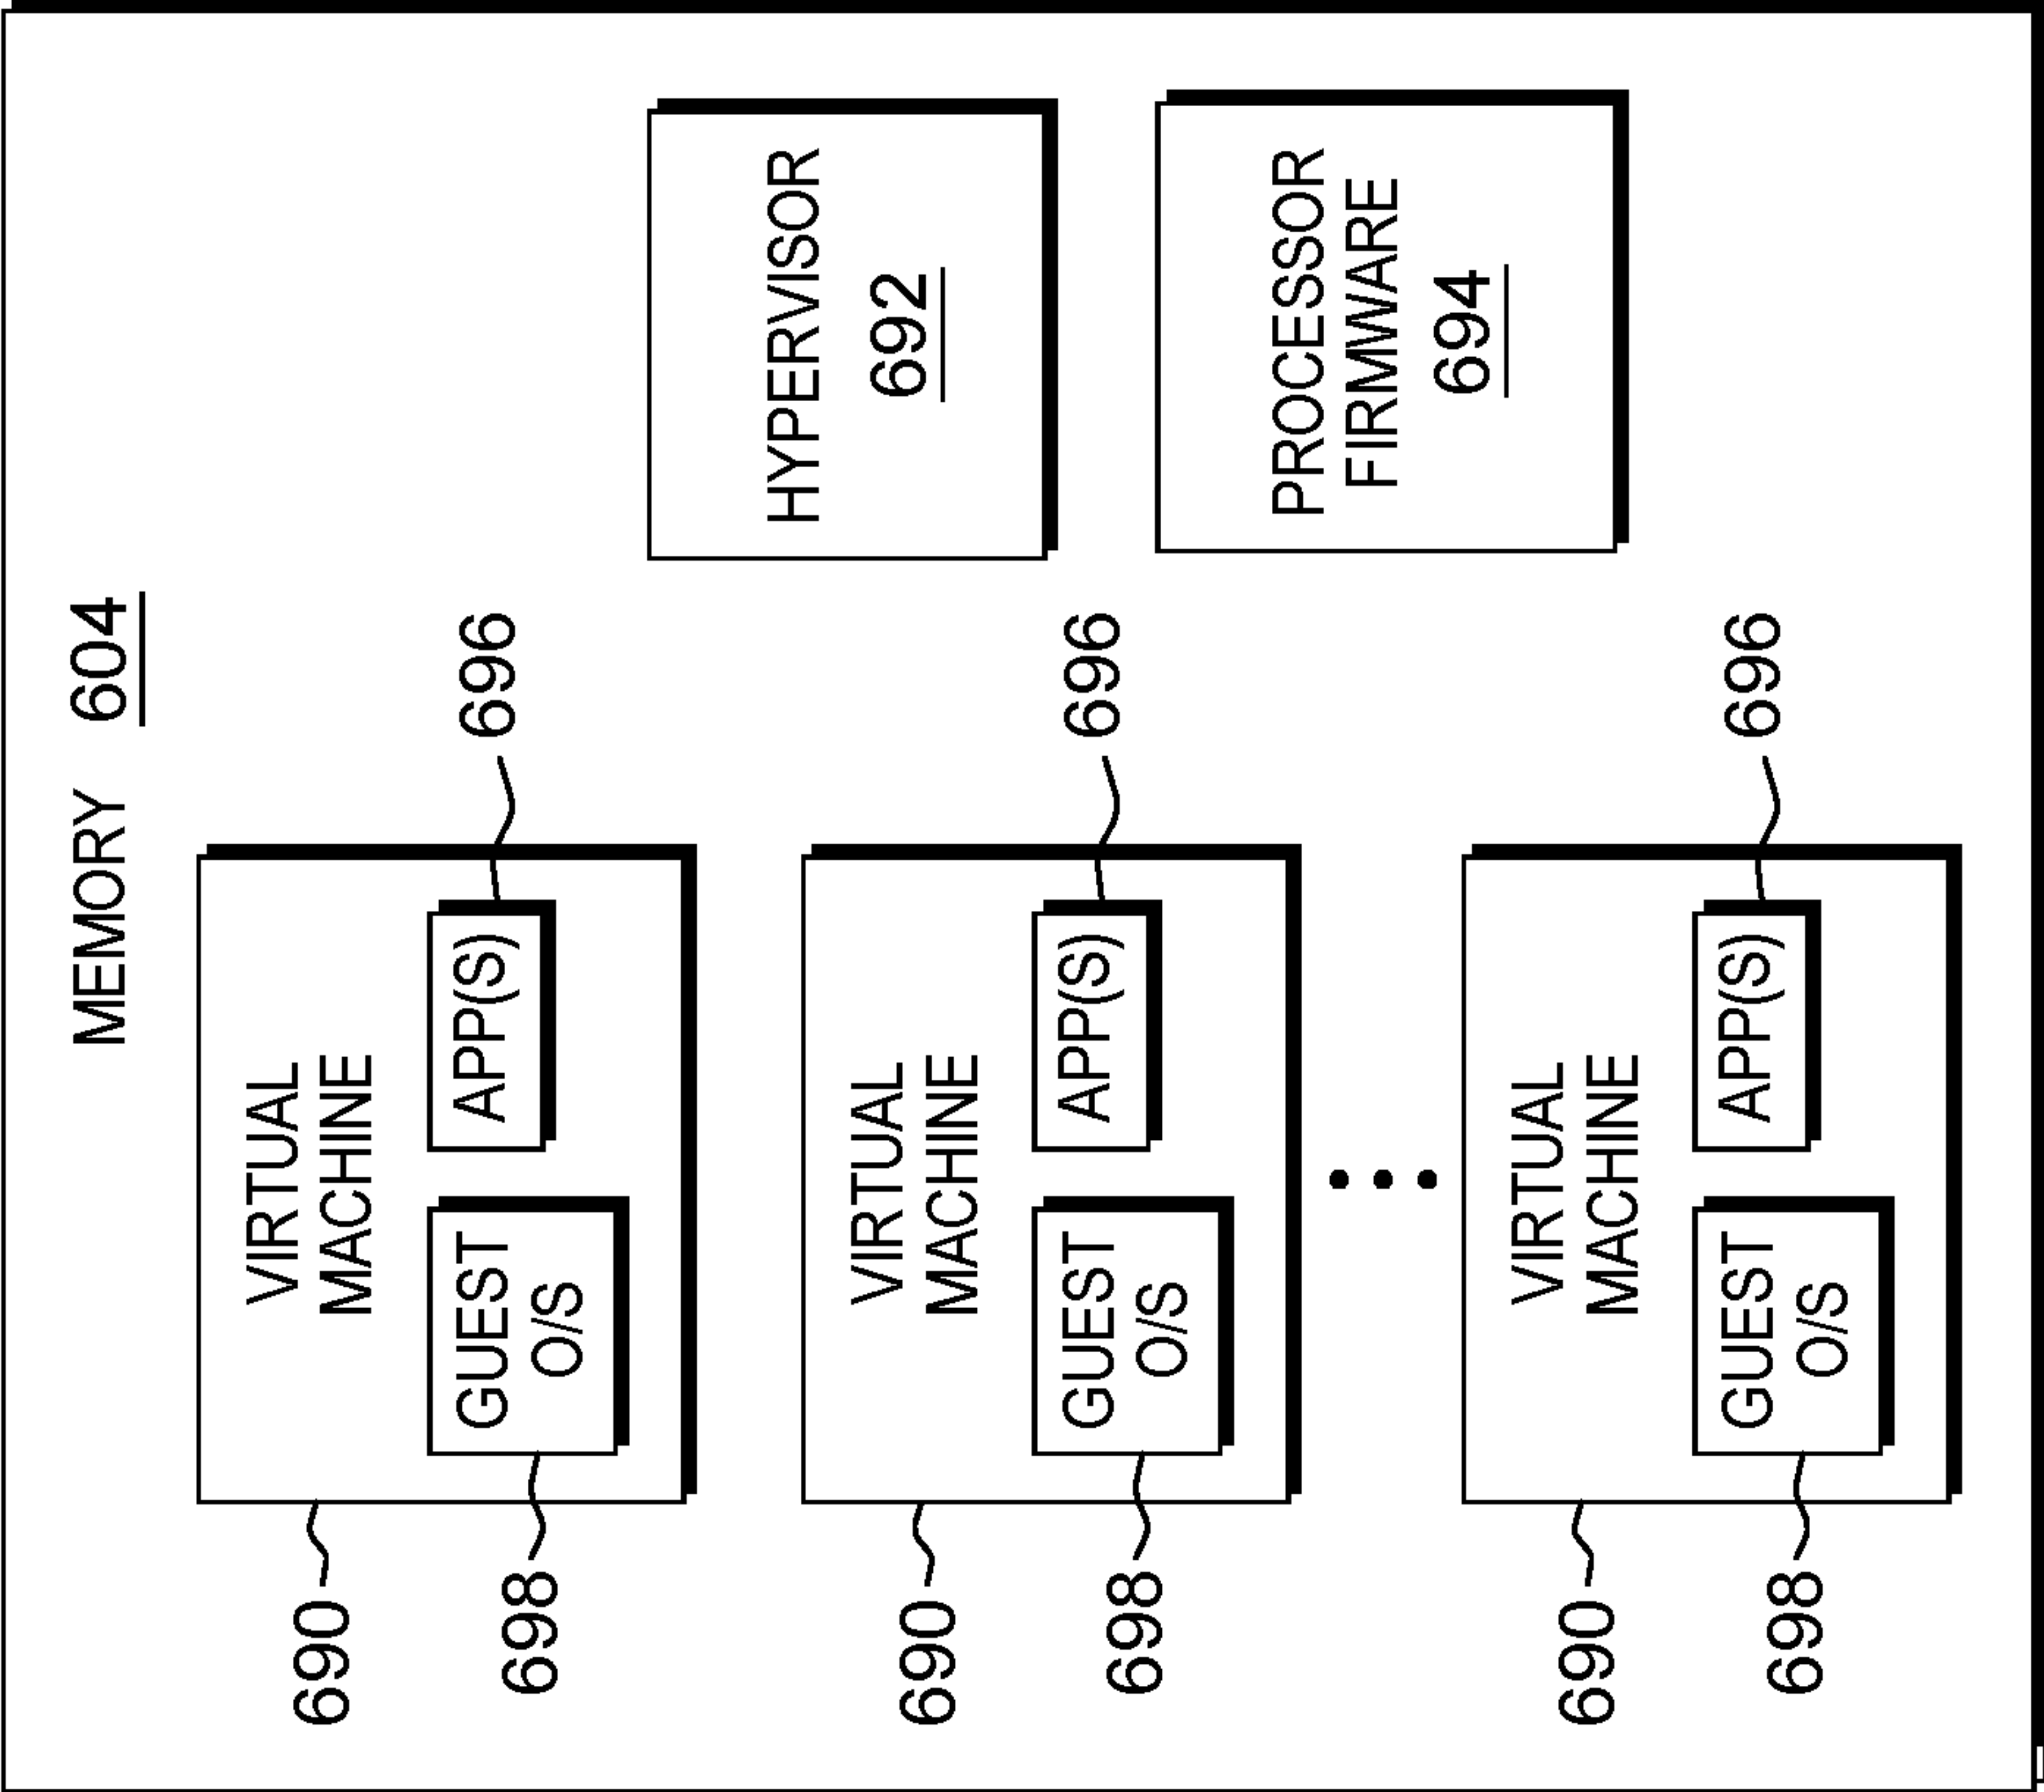 MEMORY 604
VIRTUAL
MACHINE
690
GUEST
O/S
698
APP(S)
696
VIRTUAL
MACHINE
690
GUEST
O/S
698
APP(S)
696
• • •
VIRTUAL
MACHINE
690
GUEST
O/S
698
APP(S)
696
HYPERVISOR
692
PROCESSOR
FIRMWARE
694